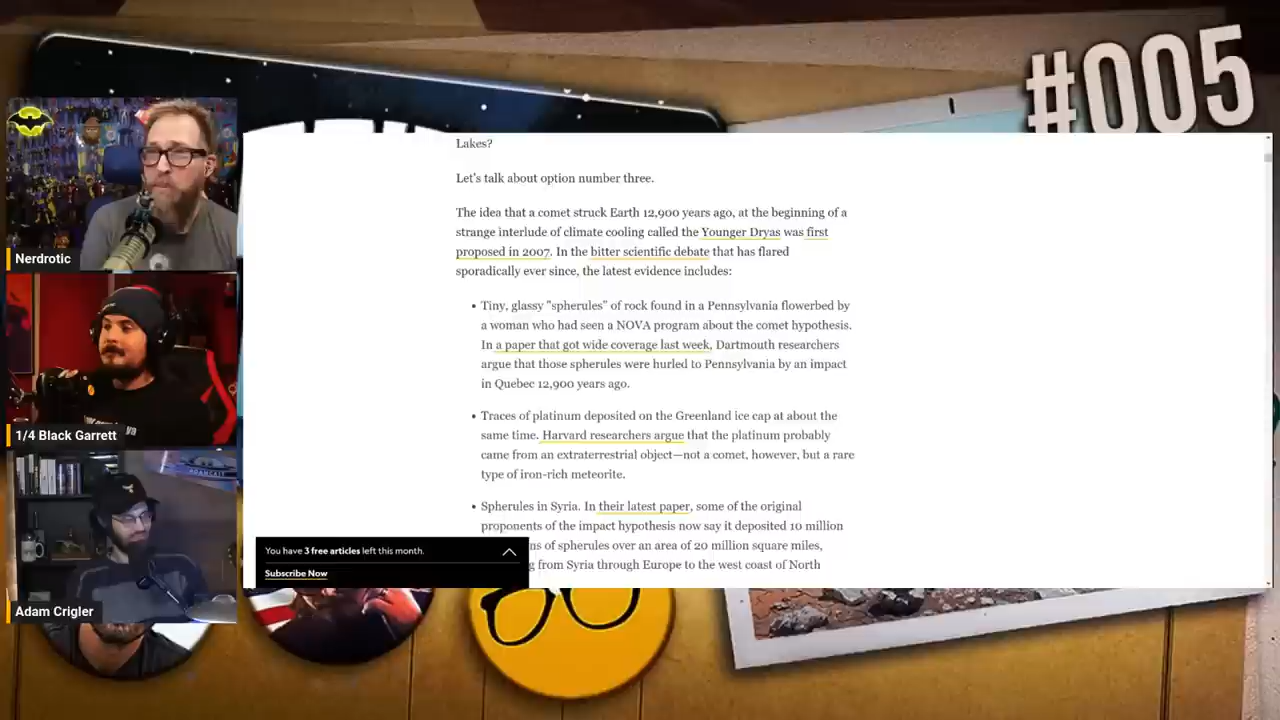 #005
Nerdrotic
1/4 Black Garrett
Adam Crigler
Lakes?
Let's talk about option number three.
The idea that a comet struck Earth 12,900 years ago, at the beginning of a
strange interlude of climate cooling called the Younger Dryas was first
proposed in 2007. In the bitter scientific debate that has flared
sporadically ever since, the latest evidence includes:
• Tiny, glassy "spherules" of rock found in a Pennsylvania flowerbed by
a woman who had seen a NOVA program about the comet hypothesis.
In a paper that got wide coverage last week, Dartmouth researchers
argue that those spherules were hurled to Pennsylvania by an impact
in Quebec 12,900 years ago.
• Traces of platinum deposited on the Greenland ice cap at about the
same time. Harvard researchers argue that the platinum probably
came from an extraterrestrial object—not a comet, however, but a rare
type of iron-rich meteorite.
• Spherules in Syria. In their latest paper, some of the original
proponents of the impact hypothesis now say it deposited 10 million
ns of spherules over an area of 20 million square miles,
g from Syria through Europe to the west coast of North
You have 3 free articles left this month.
Subscribe Now